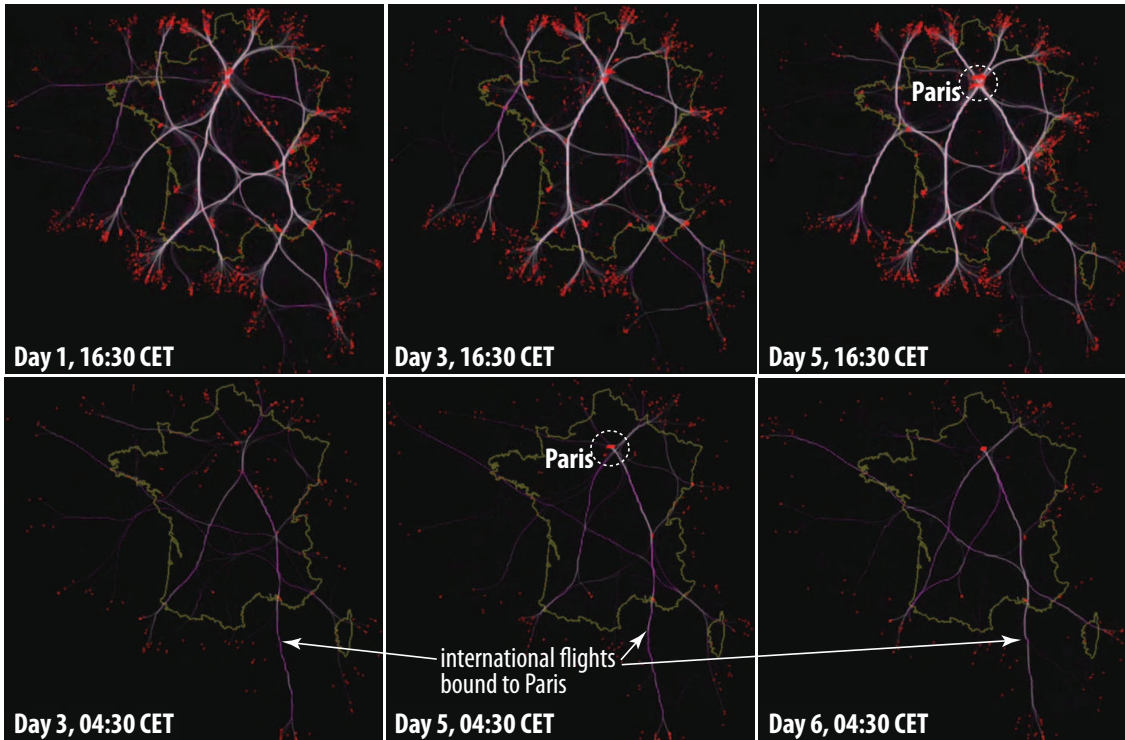 Paris
Day 1, 16:30 CET
Day 3, 16:30 CET
Day 5, 16:30 CET
Paris
international flights
bound to Paris
Day 3, 04:30 CET
Day 5, 04:30 CET
Day 6, 04:30 CET